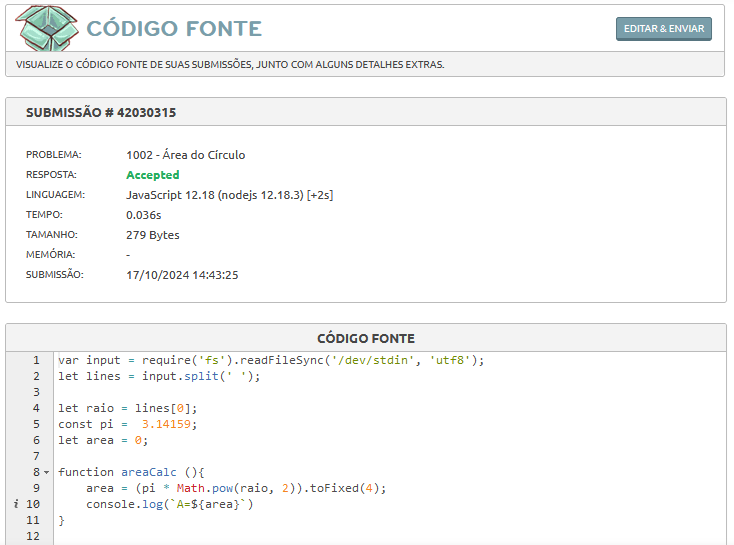 CÓDIGO FONTE
EDITAR & ENVIAR
VISUALIZE O CÓDIGO FONTE DE SUAS SUBMISSÕES, JUNTO COM ALGUNS DETALHES EXTRAS.
SUBMISSÃO # 42030315
PROBLEMA: 1002 - Área do Círculo
RESPOSTA: Accepted
LINGUAGEM: JavaScript 12.18 (nodejs 12.18.3) [+2s]
TEMPO: 0.036s
TAMANHO: 279 Bytes
MEMÓRIA: -
SUBMISSÃO: 17/10/2024 14:43:25
CÓDIGO FONTE
1 var input = require('fs').readFileSync('/dev/stdin', 'utf8');
2 let lines = input.split(' ');
3
4 let raio = lines[0];
5 const pi =  3.14159;
6 let area = 0;
7
8 function areaCalc (){
9     area = (pi * Math.pow(raio, 2)).toFixed(4);
i 10     console.log(`A=${area}`)
11 }
12